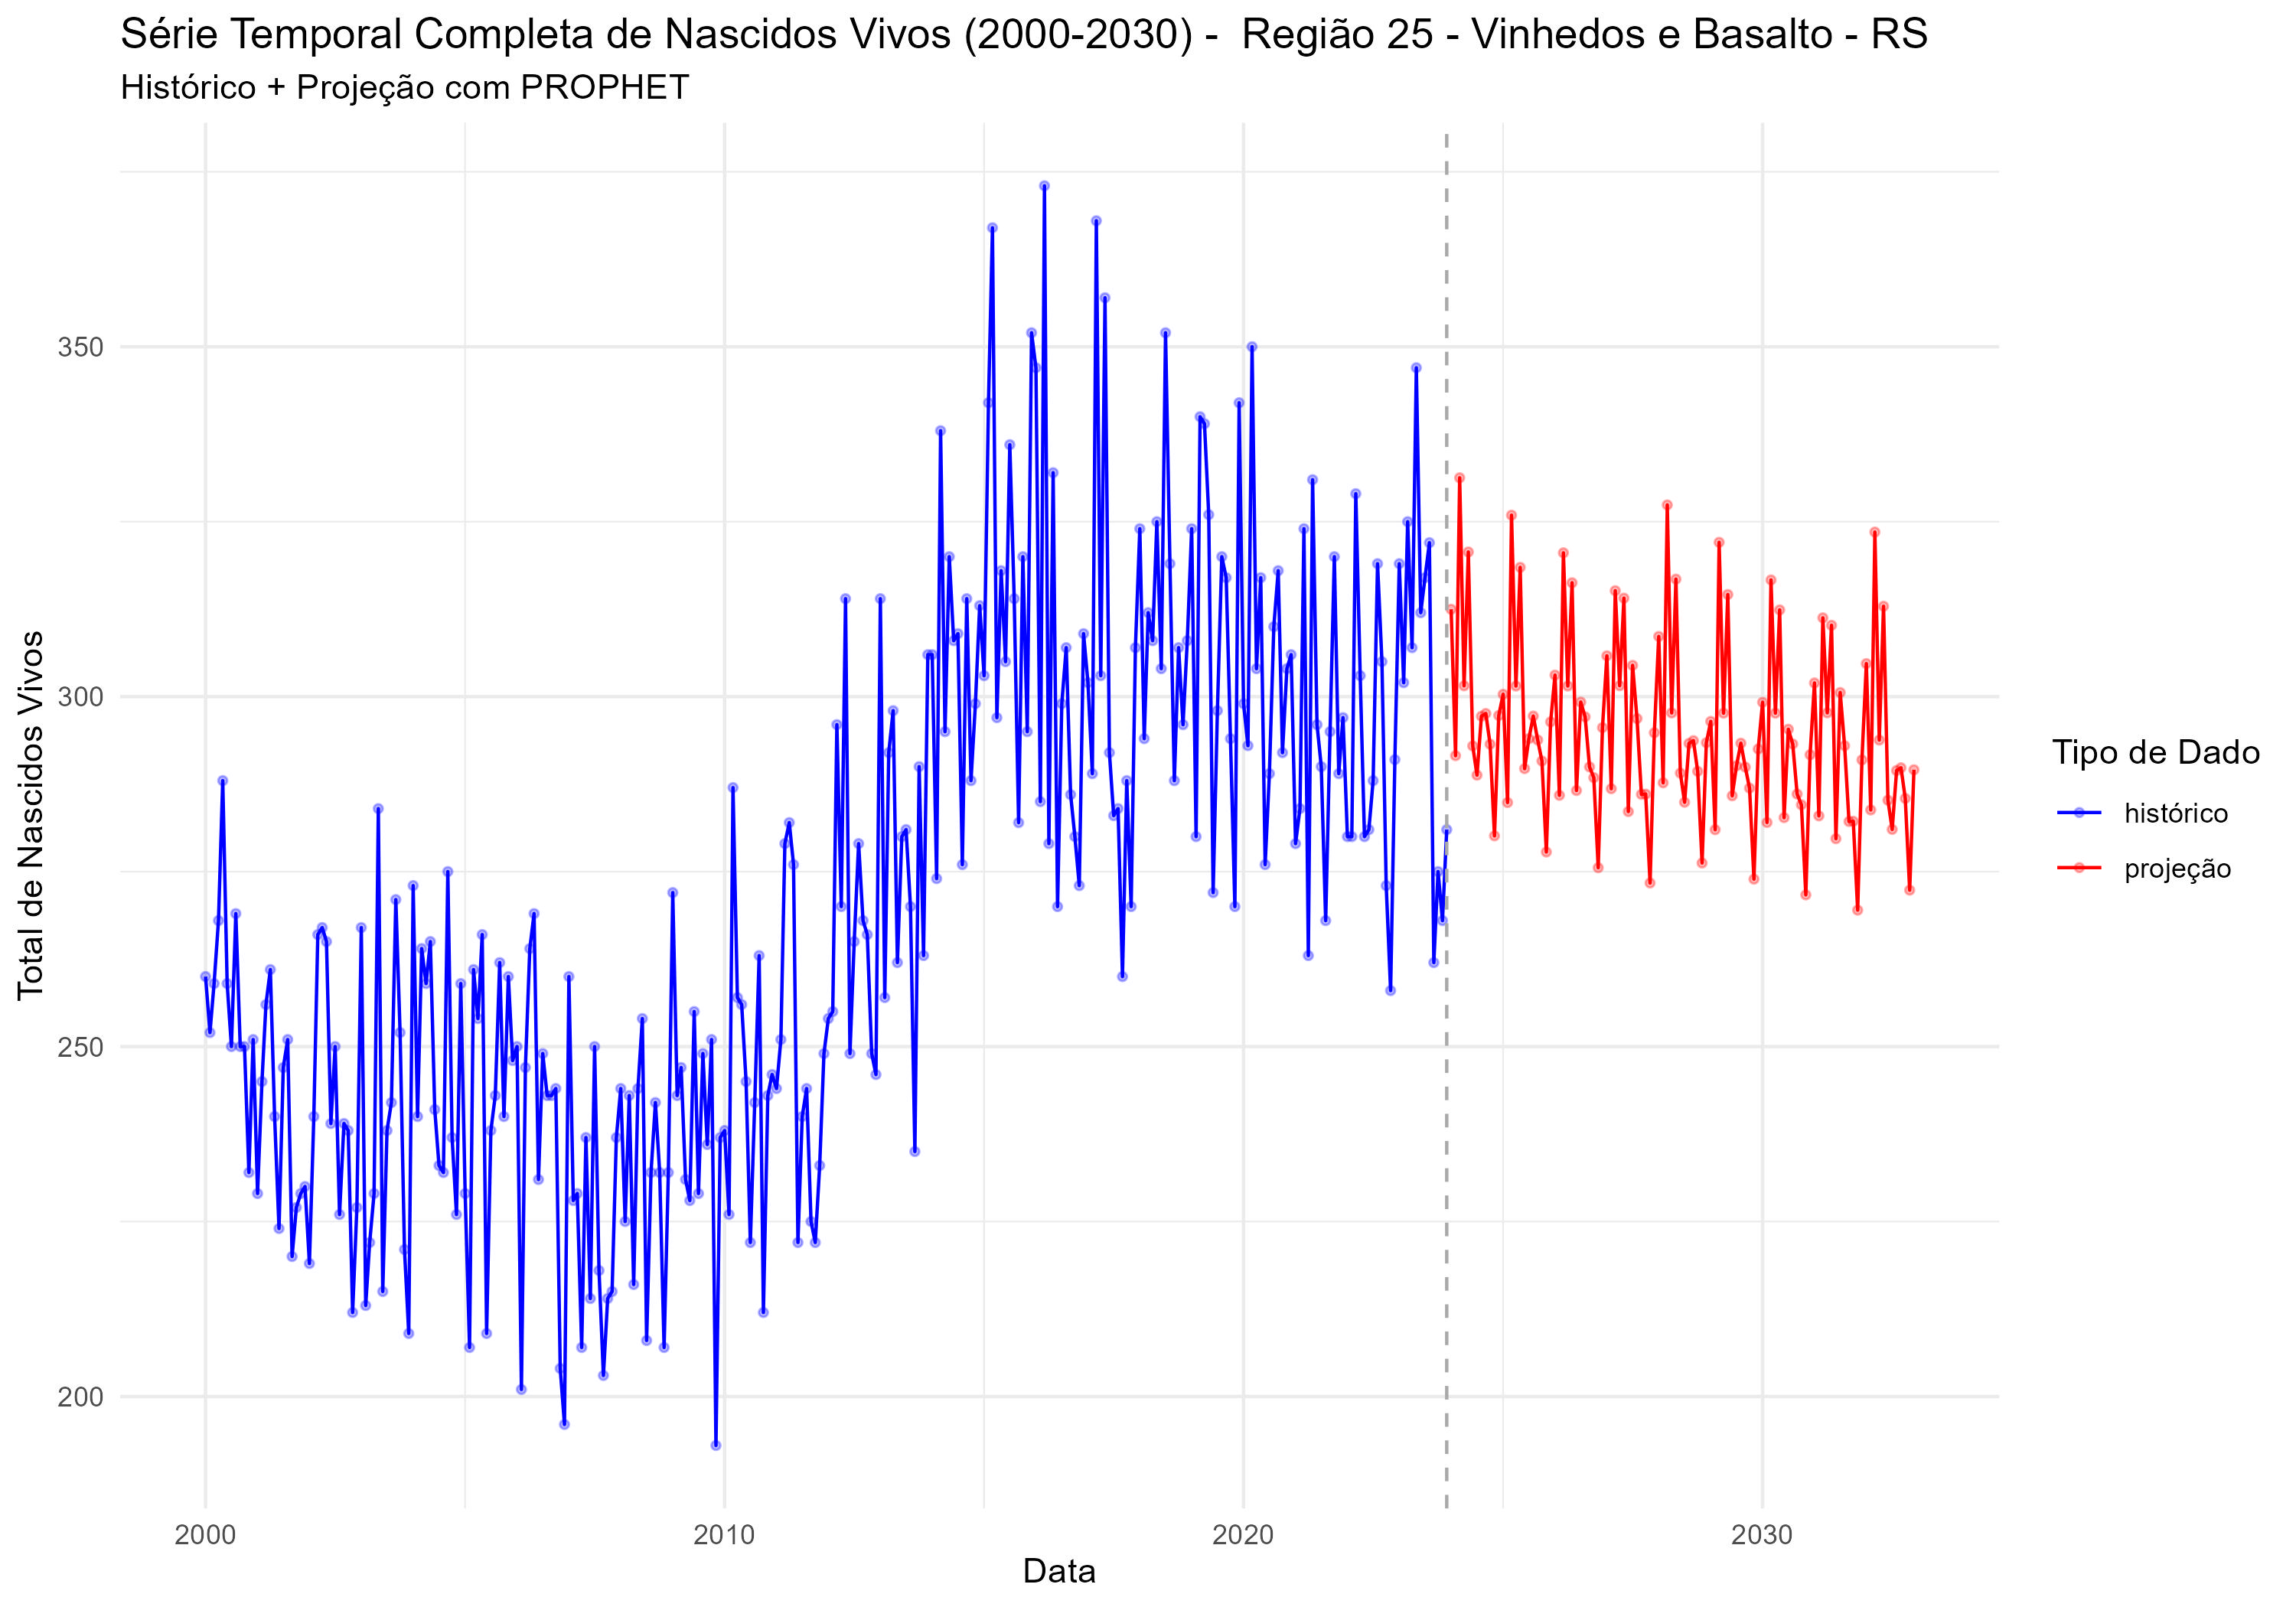 Série Temporal Completa de Nascidos Vivos (2000-2030) -  Região 25 - Vinhedos e Basalto - RS
Histórico + Projeção com PROPHET
Total de Nascidos Vivos
350
300
250
200
2000
2010
2020
2030
Data
Tipo de Dado
histórico
projeção